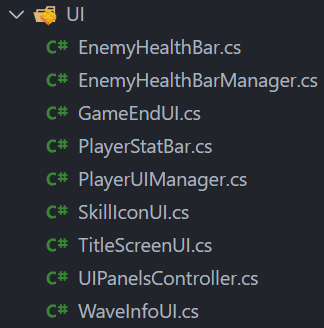 UI
C# EnemyHealthBar.cs
C# EnemyHealthBarManager.cs
C# GameEndUI.cs
C# PlayerStatBar.cs
C# PlayerUIManager.cs
C# SkillIconUI.cs
C# TitleScreenUI.cs
C# UIPanelsController.cs
C# WaveInfoUI.cs